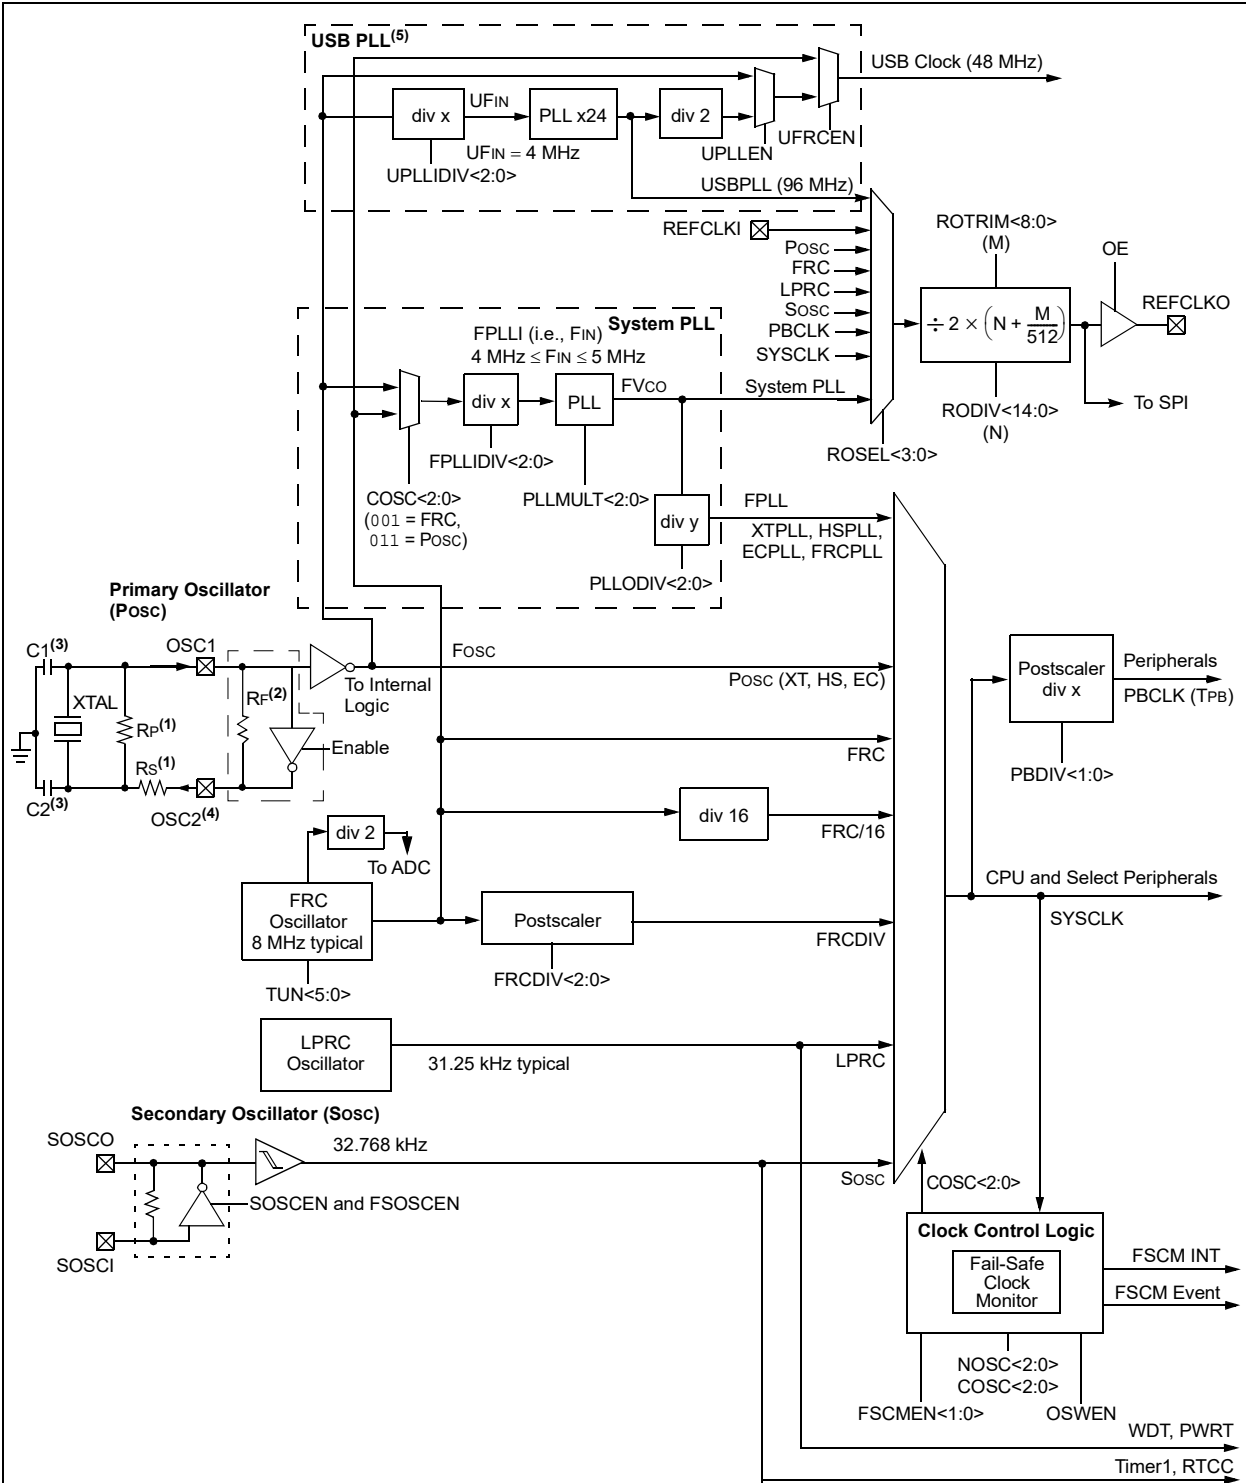 USB PLL(5)
USB Clock (48 MHz)
UFIN
div x
PLL x24
div 2
UFIN = 4 MHz
UPLLIDIV<2:0>
UPLLEN
UFRCEN
USBPLL (96 MHz)
REFCLKI
POSC
FRC
LPRC
SOSC
PBCLK
SYSCLK
System PLL
ROSEL<3:0>
ROTRIM<8:0>
(M)
÷ 2 × (N + M/512)
RODIV<14:0>
(N)
OE
REFCLKO
To SPI
System PLL
FPLLI (i.e., FIN)
4 MHz ≤ FIN ≤ 5 MHz
div x
PLL
FVCO
FPLLIDIV<2:0>
COSC<2:0>
(001 = FRC,
011 = POSC)
PLLMULT<2:0>
div y
PLLODIV<2:0>
FPLL
XTPLL, HSPLL,
ECPLL, FRCPLL
Primary Oscillator
(POSC)
C1(3)
OSC1
XTAL
RP(1)
RF(2)
To Internal
Logic
Enable
RS(1)
C2(3)
OSC2(4)
FOSC
POSC (XT, HS, EC)
FRC
div 16
FRC/16
div 2
To ADC
FRC
Oscillator
8 MHz typical
TUN<5:0>
Postscaler
FRCDIV<2:0>
FRCDIV
Postscaler
div x
Peripherals
PBCLK (TPB)
PBDIV<1:0>
CPU and Select Peripherals
SYSCLK
LPRC
Oscillator
31.25 kHz typical
LPRC
Secondary Oscillator (SOSC)
SOSCO
32.768 kHz
SOSCEN and FSOSCEN
SOSCI
SOSC
COSC<2:0>
Clock Control Logic
Fail-Safe
Clock
Monitor
FSCM INT
FSCM Event
NOSC<2:0>
COSC<2:0>
FSCMEN<1:0>
OSWEN
WDT, PWRT
Timer1, RTCC